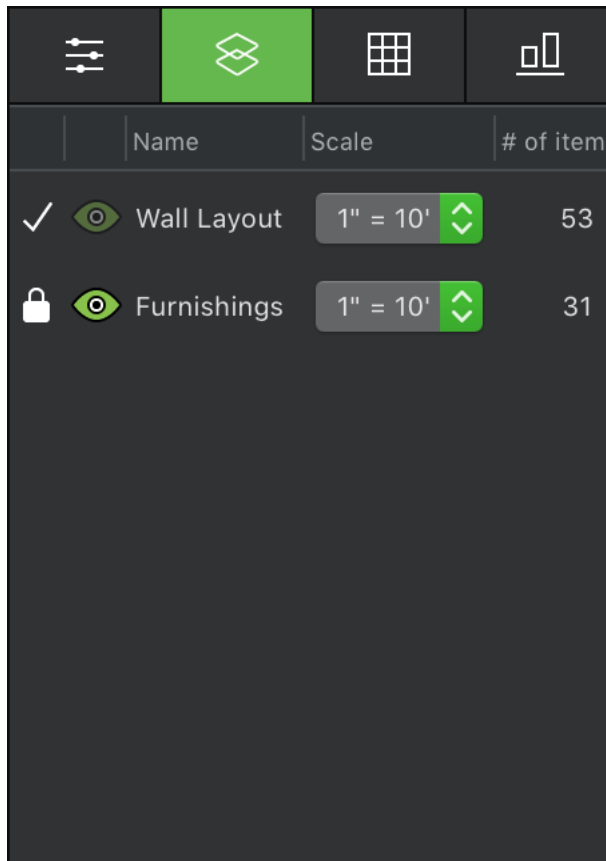 Name Scale # of item
Wall Layout 1" = 10' 53
Furnishings 1" = 10' 31